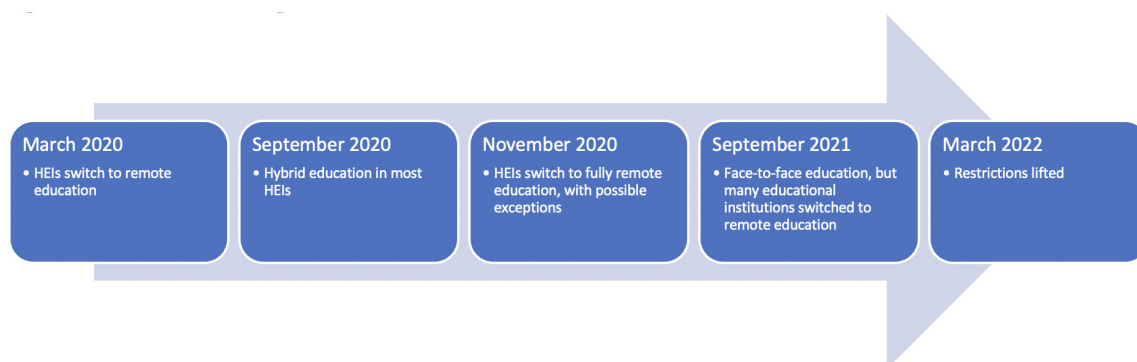 March 2020
• HEIs switch to remote
education
September 2020
• Hybrid education in most
HEIs
November 2020
• HEIs switch to fully remote
education, with possible
exceptions
September 2021
• Face-to-face education, but
many educational
institutions switched to
remote education
March 2022
• Restrictions lifted